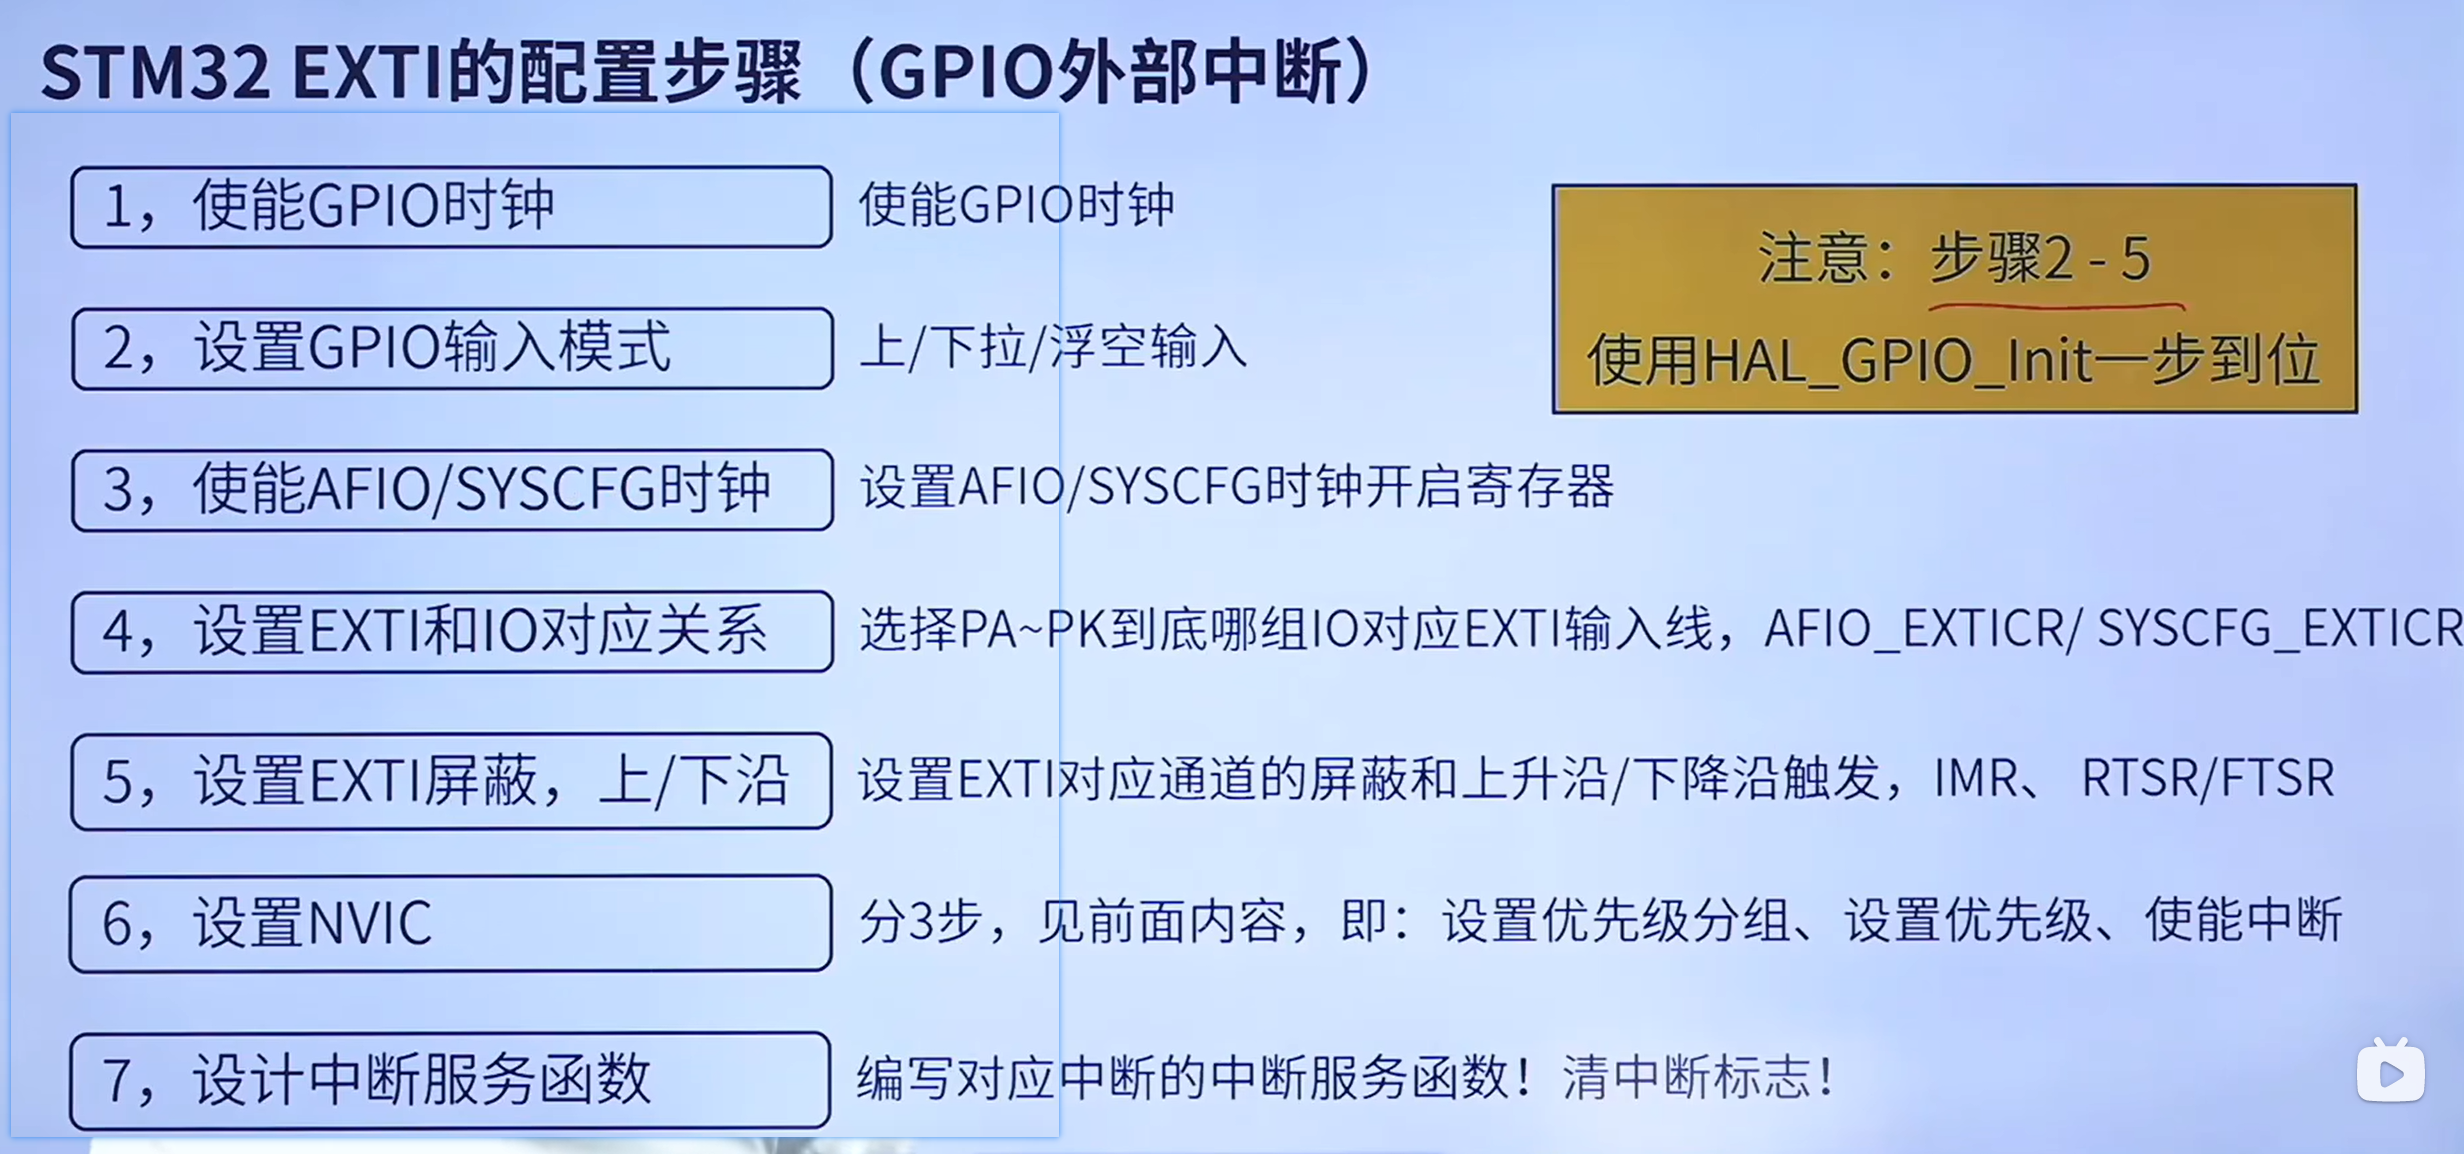 STM32 EXTI的配置步骤（GPIO外部中断）
1，使能GPIO时钟
使能GPIO时钟
2，设置GPIO输入模式
上/下拉/浮空输入
3，使能AFIO/SYSCFG时钟
设置AFIO/SYSCFG时钟开启寄存器
4，设置EXTI和IO对应关系
选择PA~PK到底哪组IO对应EXTI输入线，AFIO_EXTICR/ SYSCFG_EXTICR
5，设置EXTI屏蔽，上/下沿
设置EXTI对应通道的屏蔽和上升沿/下降沿触发，IMR、 RTSR/FTSR
6，设置NVIC
分3步，见前面内容，即：设置优先级分组、设置优先级、使能中断
7，设计中断服务函数
编写对应中断的中断服务函数！清中断标志！
注意：步骤2 - 5
使用HAL_GPIO_Init一步到位